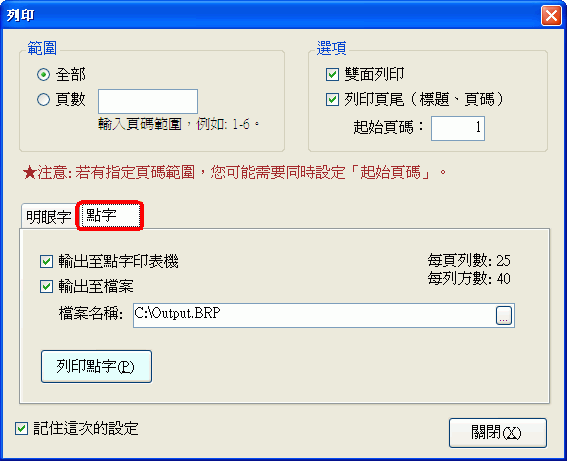 列印
範圍
全部
頁數
輸入頁碼範圍，例如: 1-6。
選項
雙面列印
列印頁尾（標題、頁碼）
起始頁碼： 1
★注意: 若有指定頁碼範圍，您可能需要同時設定「起始頁碼」。
明眼字 點字
輸出至點字印表機
輸出至檔案
每頁列數: 25
每列方數: 40
檔案名稱: C:\Output.BRP ...
列印點字(P)
記住這次的設定
關閉(X)